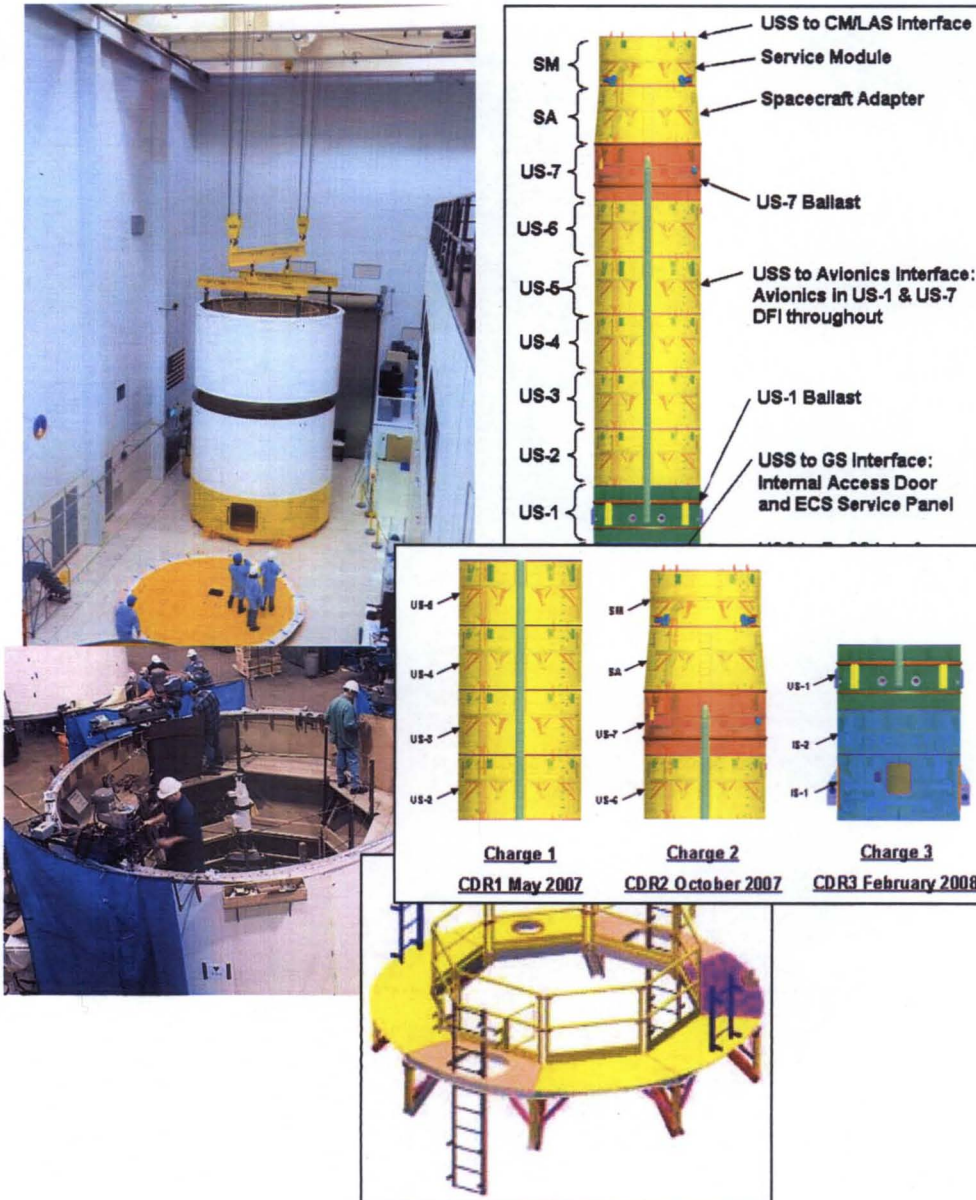 SM
SA
US-7
US-6
US-5
US-4
US-3
US-2
US-1
USS to CM/LAS Interface
Service Module
Spacecraft Adapter
US-7 Ballast
USS to Avionics Interface:
Avionics in US-1 & US-7
DFI throughout
US-1 Ballast
USS to GS Interface:
Internal Access Door
and ECS Service Panel
US-4
US-3
US-2
Charge 1
CDR1 May 2007
SM
SA
US-7
Charge 2
CDR2 October 2007
US-1
IS-2
IS-1
Charge 3
CDR3 February 2008